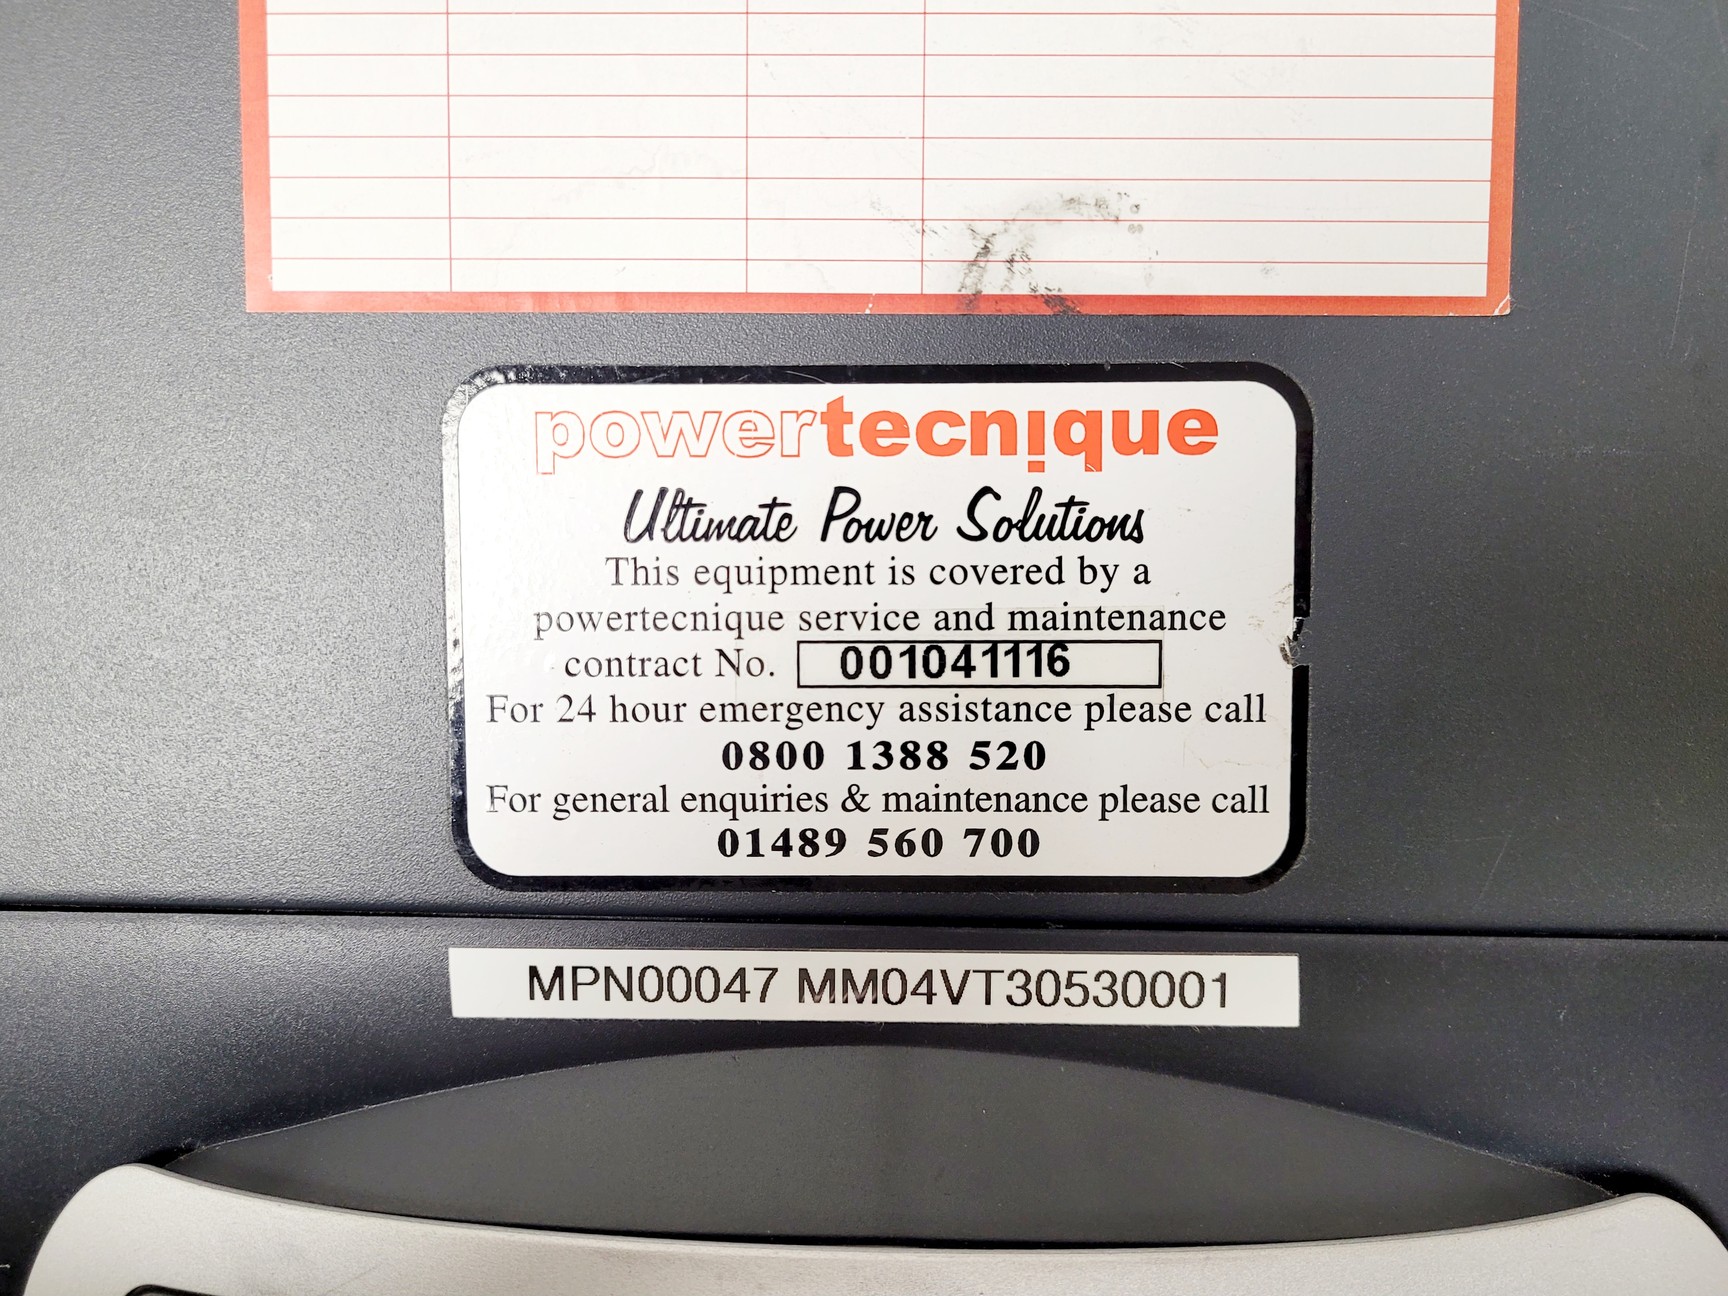 powertecnique
Ultimate Power Solutions
This equipment is covered by a
powertecnique service and maintenance
contract No. 001041116
For 24 hour emergency assistance please call
0800 1388 520
For general enquiries & maintenance please call
01489 560 700
MPN00047 MM04VT30530001